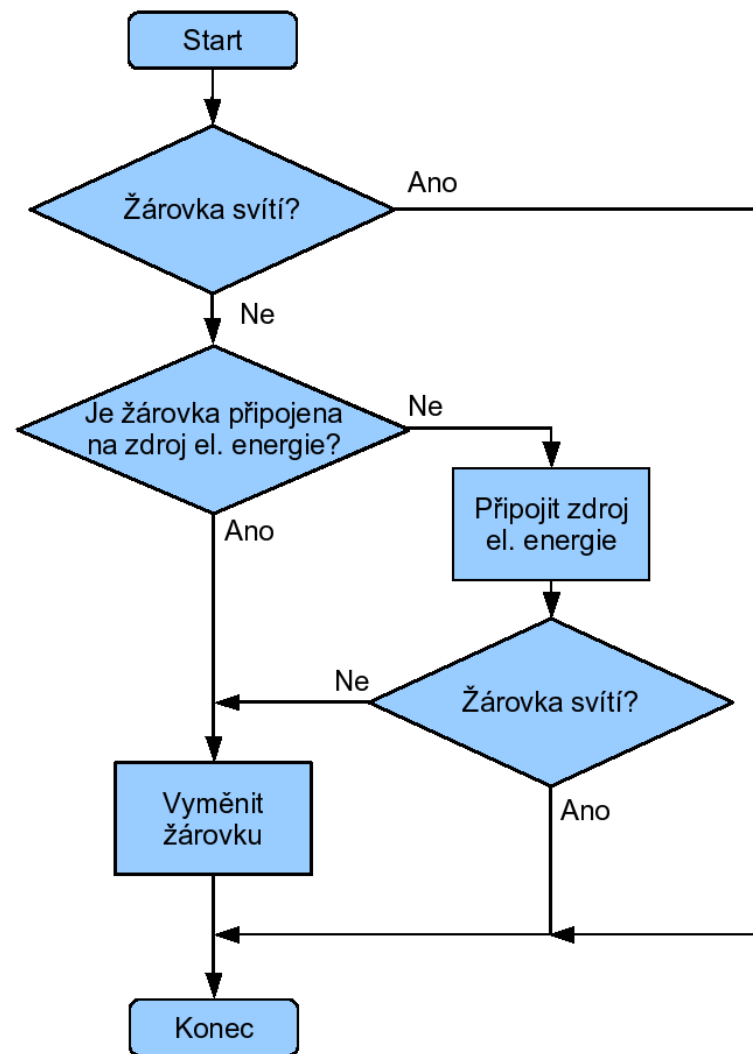 Start
Žárovka svítí?
Ano
Ne
Je žárovka připojena
na zdroj el. energie?
Ne
Ano
Připojit zdroj
el. energie
Žárovka svítí?
Ne
Ano
Vyměnit
žárovku
Konec